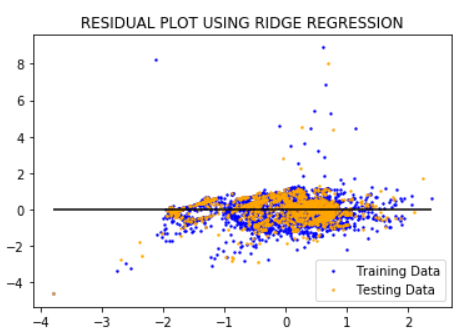 RESIDUAL PLOT USING RIDGE REGRESSION
8
6
4
2
0
−2
−4
Training Data
Testing Data
−4 −3 −2 −1 0 1 2